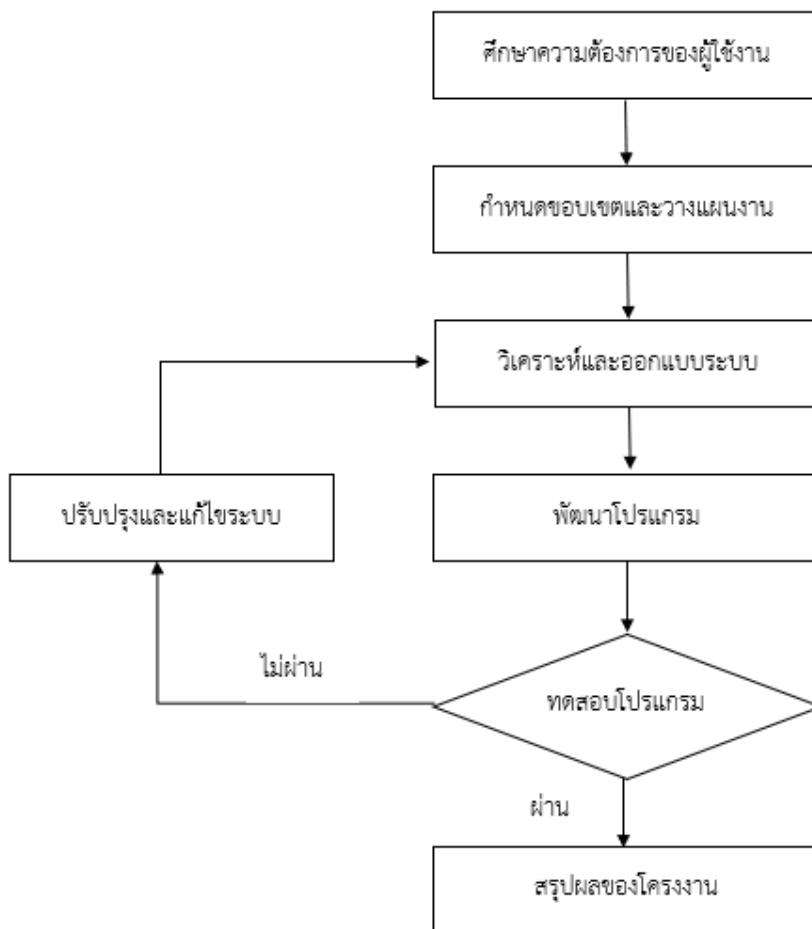 ศึกษาความต้องการของผู้ใช้งาน
กำหนดขอบเขตและวางแผนงาน
วิเคราะห์และออกแบบระบบ
ปรับปรุงและแก้ไขระบบ
พัฒนาโปรแกรม
ไม่ผ่าน
ทดสอบโปรแกรม
ผ่าน
สรุปผลของโครงงาน